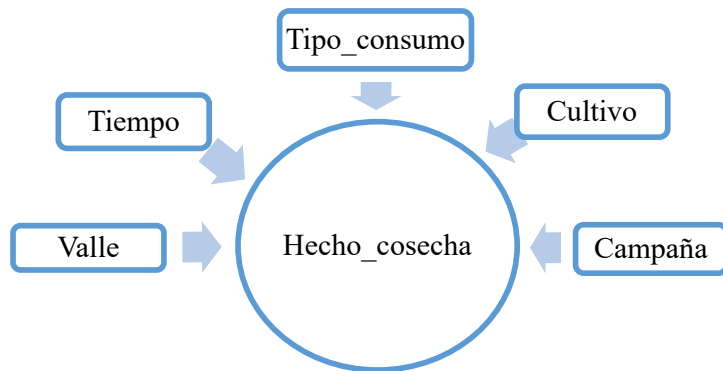 Tipo_consumo
Tiempo
Cultivo
Valle
Hecho_cosecha
Campaña